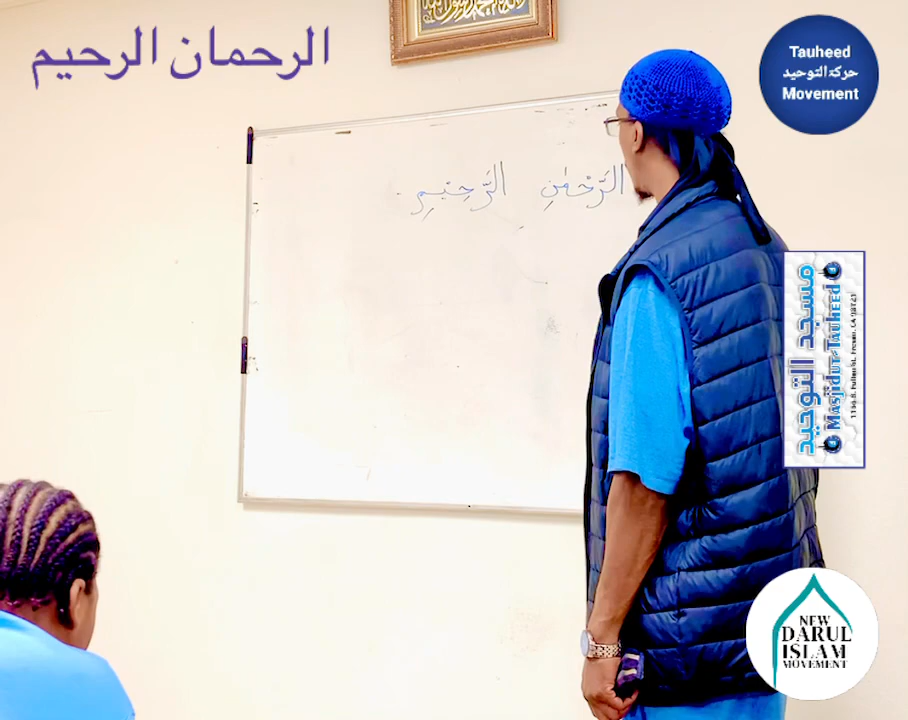 الرحمان الرحيم
Tauheed
حركة التوحيد
Movement
الرَّحْمٰنِ الرَّحِيمِ
مسجد التوحيد
Masjidut-Tauheed
NEW
DARUL
ISLAM
MOVEMENT